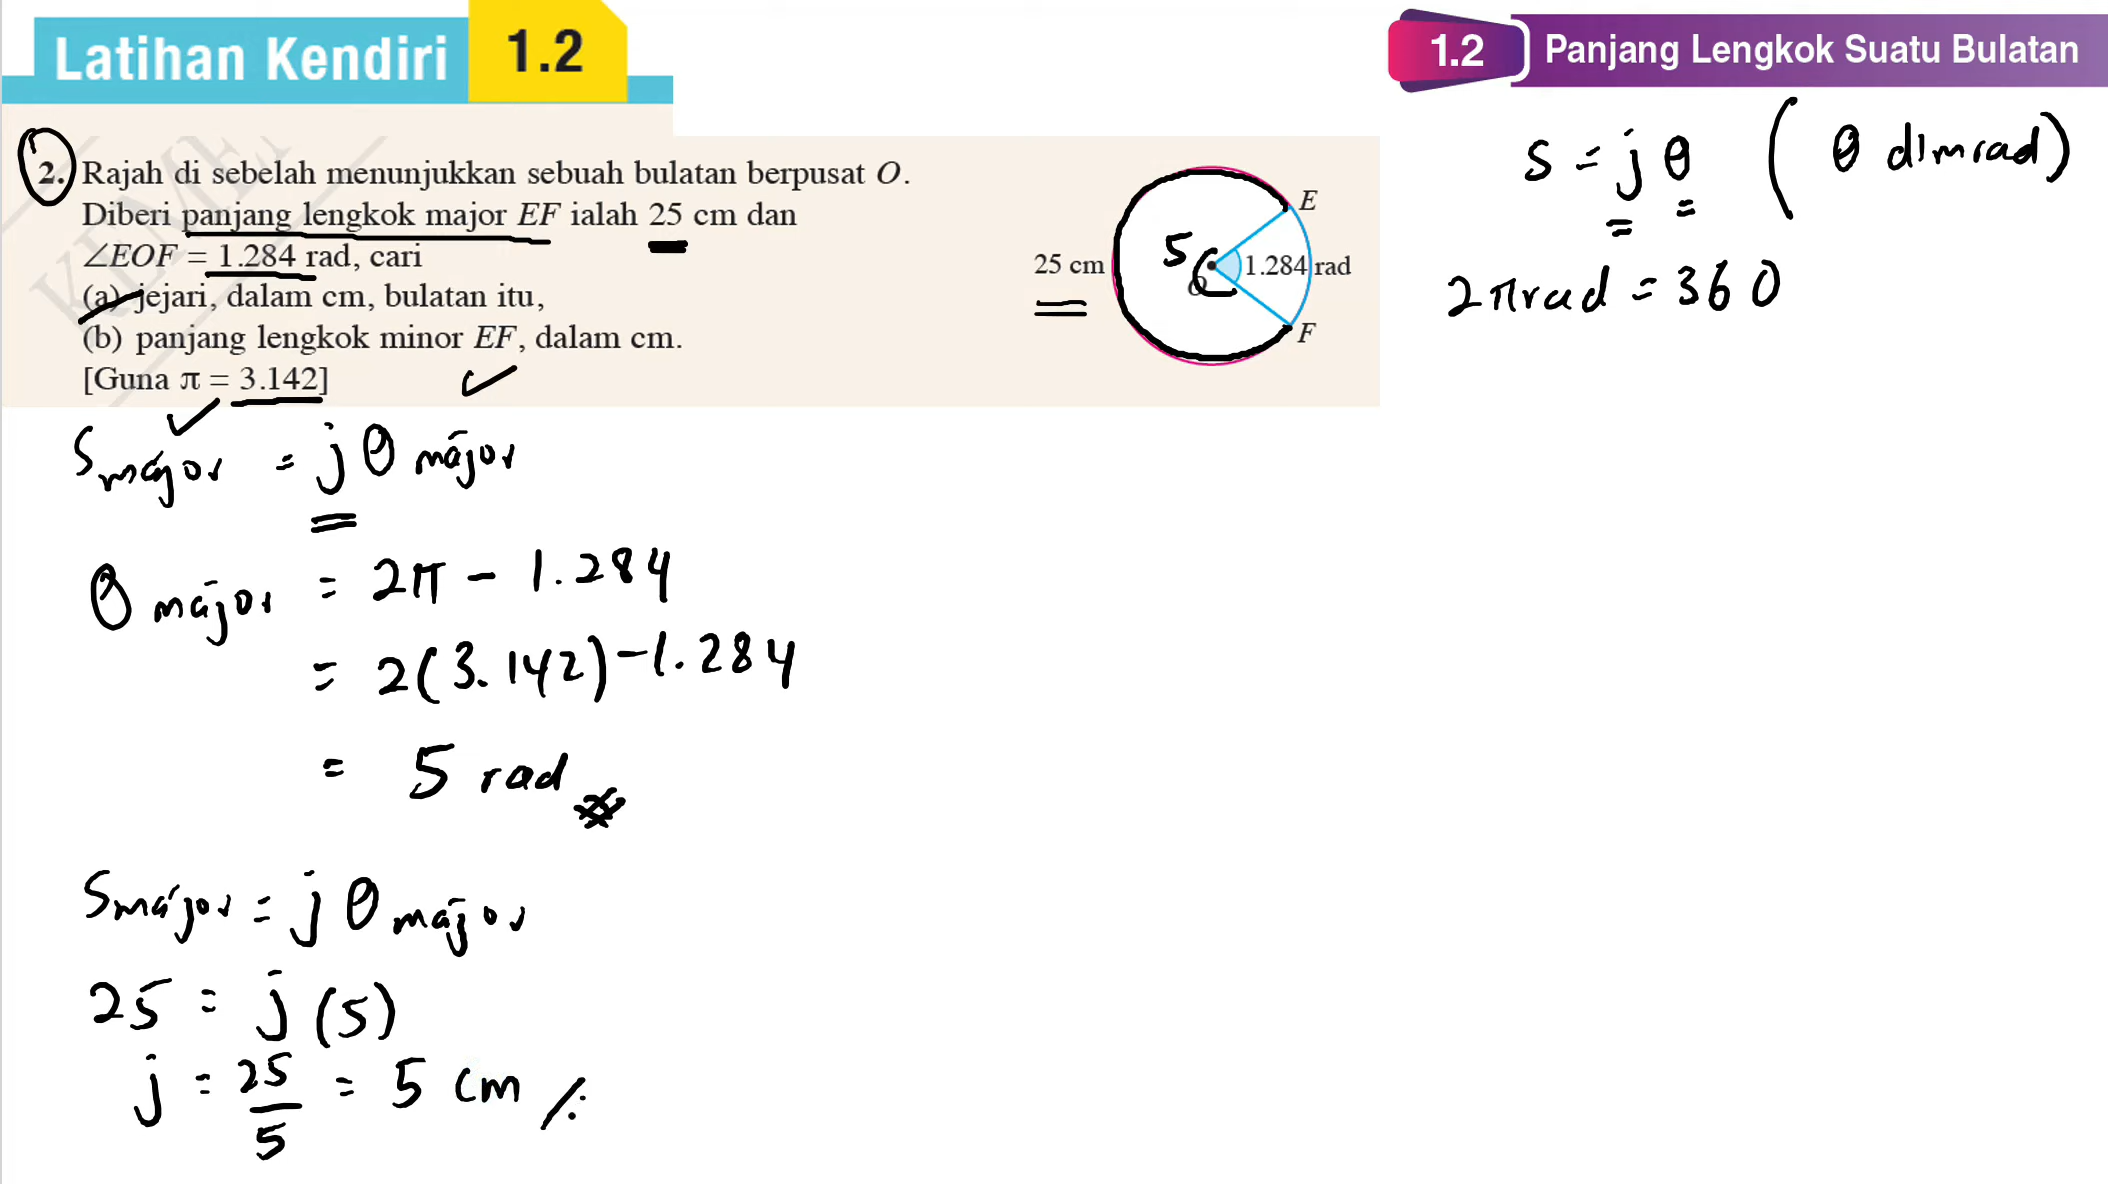 Latihan Kendiri 1.2
1.2 Panjang Lengkok Suatu Bulatan
2. Rajah di sebelah menunjukkan sebuah bulatan berpusat O.
Diberi panjang lengkok major EF ialah 25 cm dan
∠EOF = 1.284 rad, cari
(a) jejari, dalam cm, bulatan itu,
(b) panjang lengkok minor EF, dalam cm.
[Guna π = 3.142]
E
25 cm
5
1.284 rad
O
F
s = jθ (θ dlm rad)
2π rad = 360
S major = j θ major
θ major = 2π - 1.284
= 2(3.142) - 1.284
= 5 rad
S major = j θ major
25 = j (5)
j = 25/5 = 5 cm